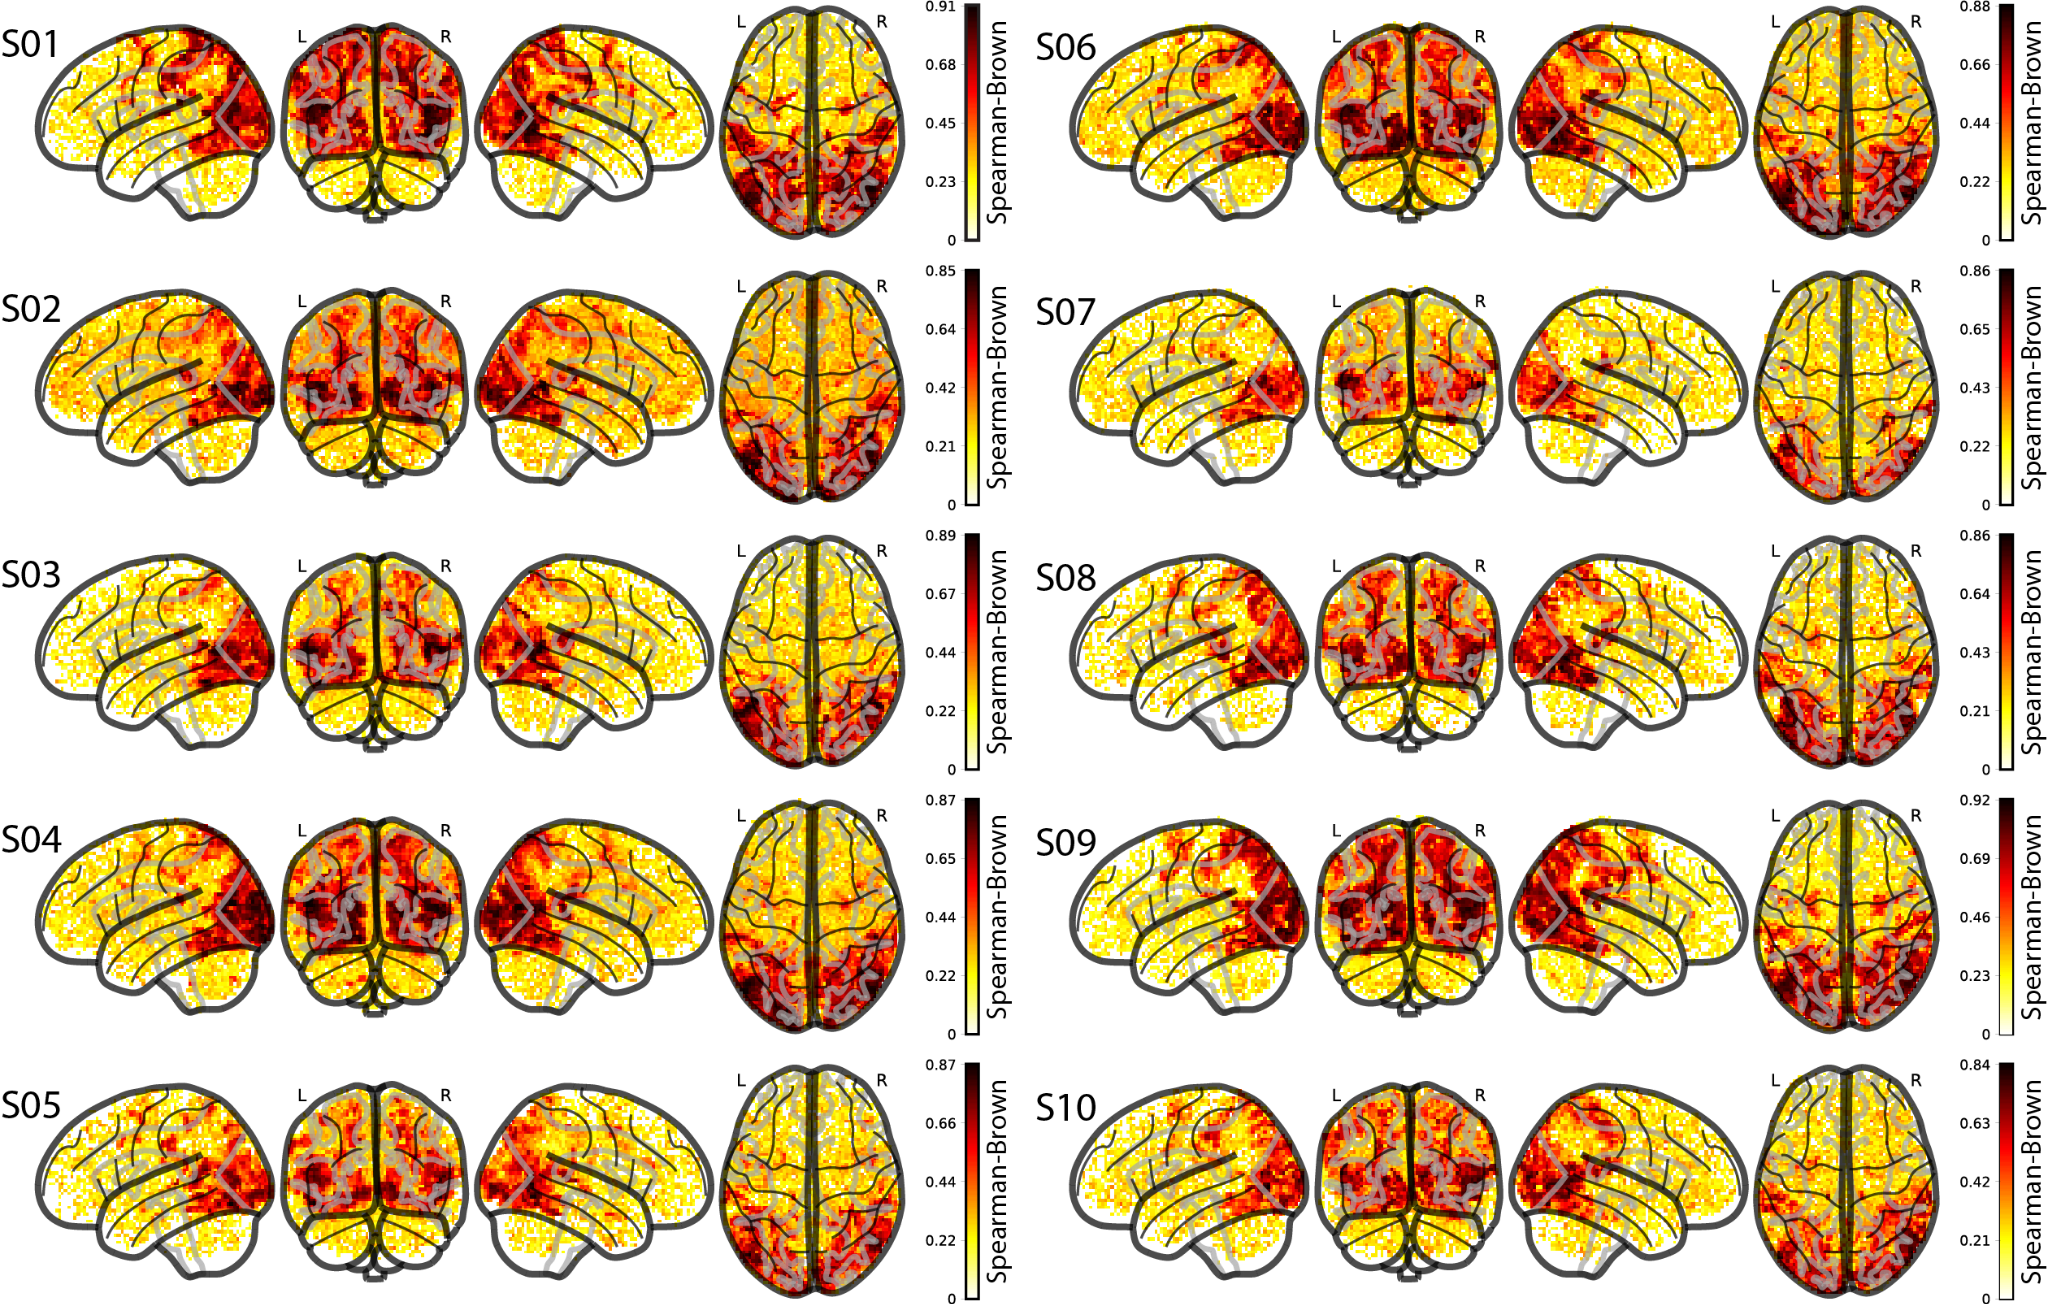 S01
L R
L R
0.91
0.68
0.45
0.23
0
Spearman-Brown
S06
L R
L R
0.88
0.66
0.44
0.22
0
Spearman-Brown
S02
L R
L R
0.85
0.64
0.42
0.21
0
Spearman-Brown
S07
L R
L R
0.86
0.65
0.43
0.22
0
Spearman-Brown
S03
L R
L R
0.89
0.67
0.44
0.22
0
Spearman-Brown
S08
L R
L R
0.86
0.64
0.43
0.21
0
Spearman-Brown
S04
L R
L R
0.87
0.65
0.44
0.22
0
Spearman-Brown
S09
L R
L R
0.92
0.69
0.46
0.23
0
Spearman-Brown
S05
L R
L R
0.87
0.66
0.44
0.22
0
Spearman-Brown
S10
L R
L R
0.84
0.63
0.42
0.21
0
Spearman-Brown